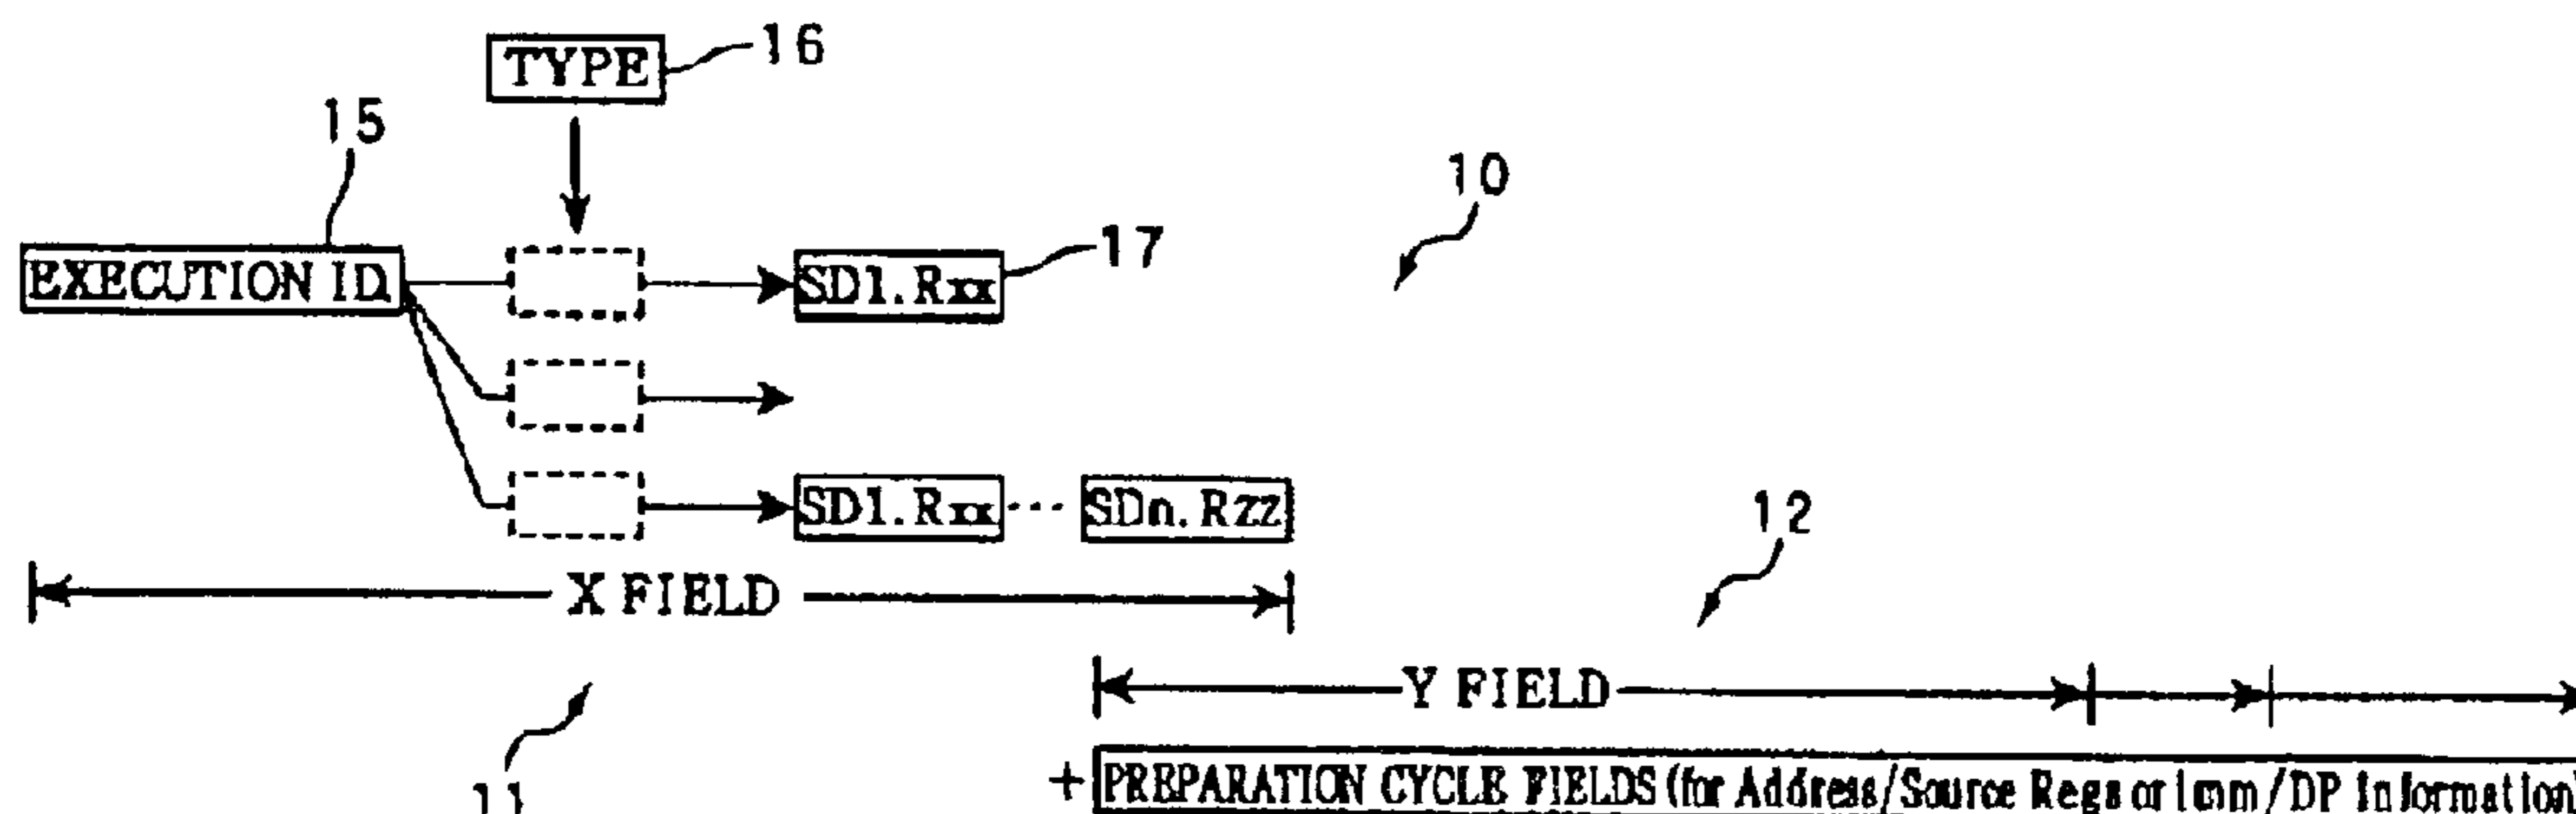 TYPE
16
15
10
EXECUTION ID.
SD1.Rxx
17
SD1.Rxx ··· SDn.Rzz
12
X FIELD
Y FIELD
11
+ PREPARATION CYCLE FIELDS (for Address/Source Regs or imm/DP Information)